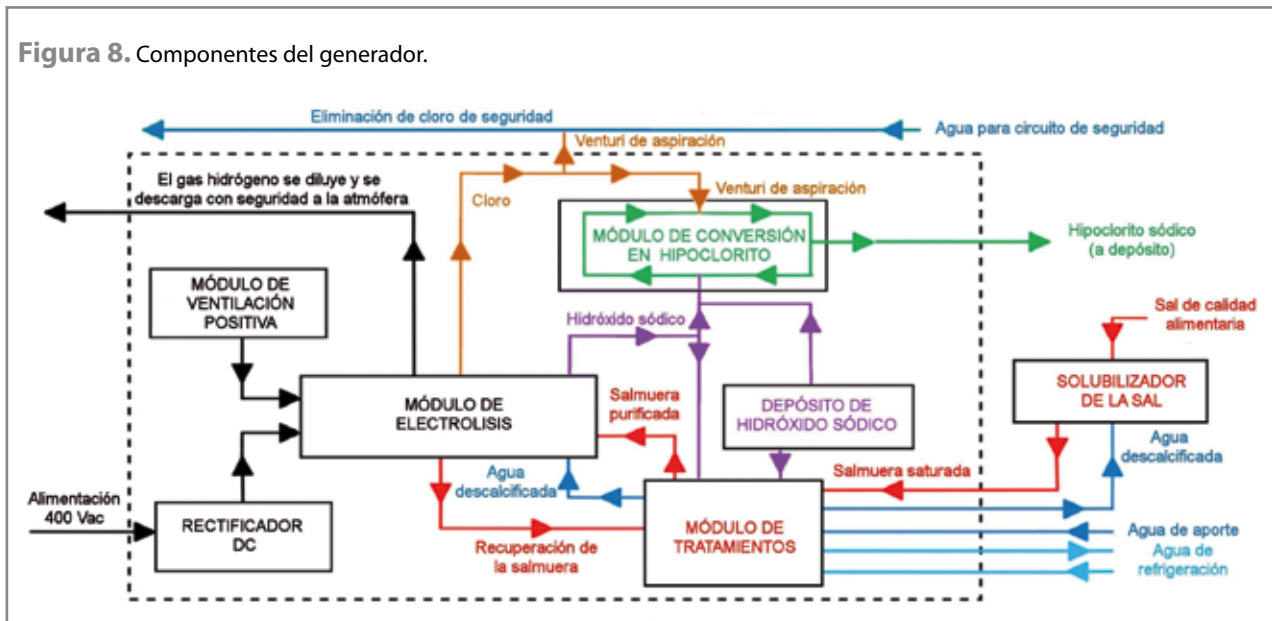 Figura 8. Componentes del generador.
Eliminación de cloro de seguridad
Agua para circuito de seguridad
Venturi de aspiración
El gas hidrógeno se diluye y se
descarga con seguridad a la atmófera
Cloro
Venturi de aspiración
MÓDULO DE CONVERSIÓN
EN HIPOCLORITO
Hipoclorito sódico
(a depósito)
MÓDULO DE
VENTILACIÓN
POSITIVA
Hidróxido sódico
Sal de calidad
alimentaria
MÓDULO DE
ELECTROLISIS
Salmuera
purificada
DEPÓSITO DE
HIDRÓXIDO SÓDICO
SOLUBILIZADOR
DE LA SAL
Agua
descalcificada
Salmuera saturada
Agua
descalcificada
Alimentación
400 Vac
RECTIFICADOR
DC
Recuperación de
la salmuera
MÓDULO DE
TRATAMIENTOS
Agua de aporte
Agua de
refrigeración